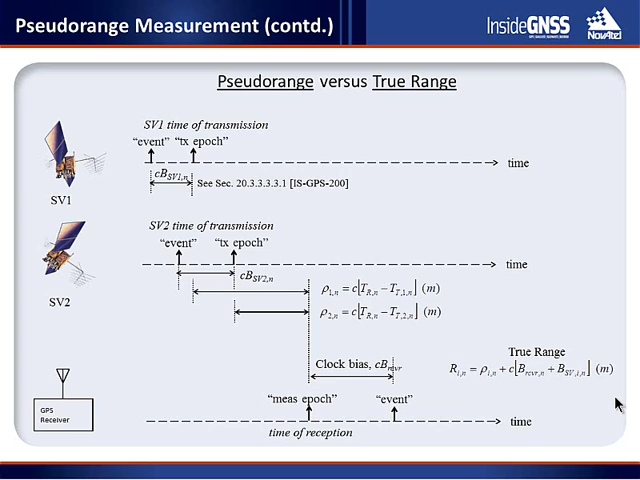 Pseudorange Measurement (contd.)
InsideGNSS
NovAtel
Pseudorange versus True Range
SV1 time of transmission
"event" "tx epoch"
time
cB_SV1,n
See Sec. 20.3.3.3.3.1 [IS-GPS-200]
SV1
SV2 time of transmission
"event" "tx epoch"
time
cB_SV2,n
SV2
ρ_1,n = c[T_R,n − T_T,1,n] (m)
ρ_2,n = c[T_R,n − T_T,2,n] (m)
True Range
Clock bias, cB_rcvr
R_i,n = ρ_i,n + c[B_rcvr,n + B_SV,i,n] (m)
"meas epoch" "event"
GPS
Receiver
time
time of reception